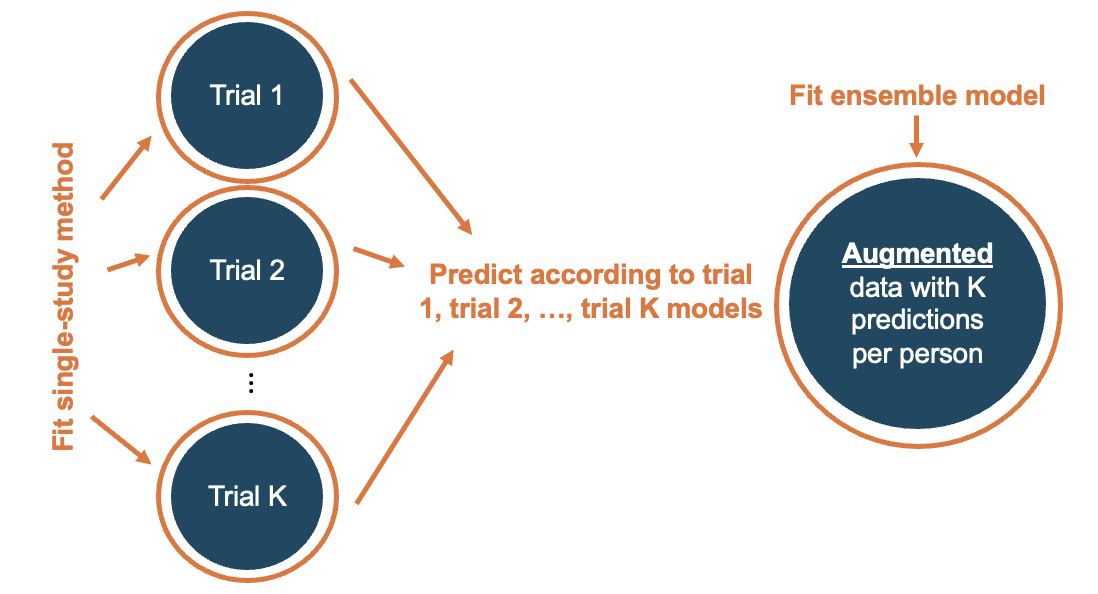 Fit single-study method
Trial 1
Trial 2
⋮
Trial K
Predict according to trial
1, trial 2, …, trial K models
Fit ensemble model
Augmented
data with K
predictions
per person